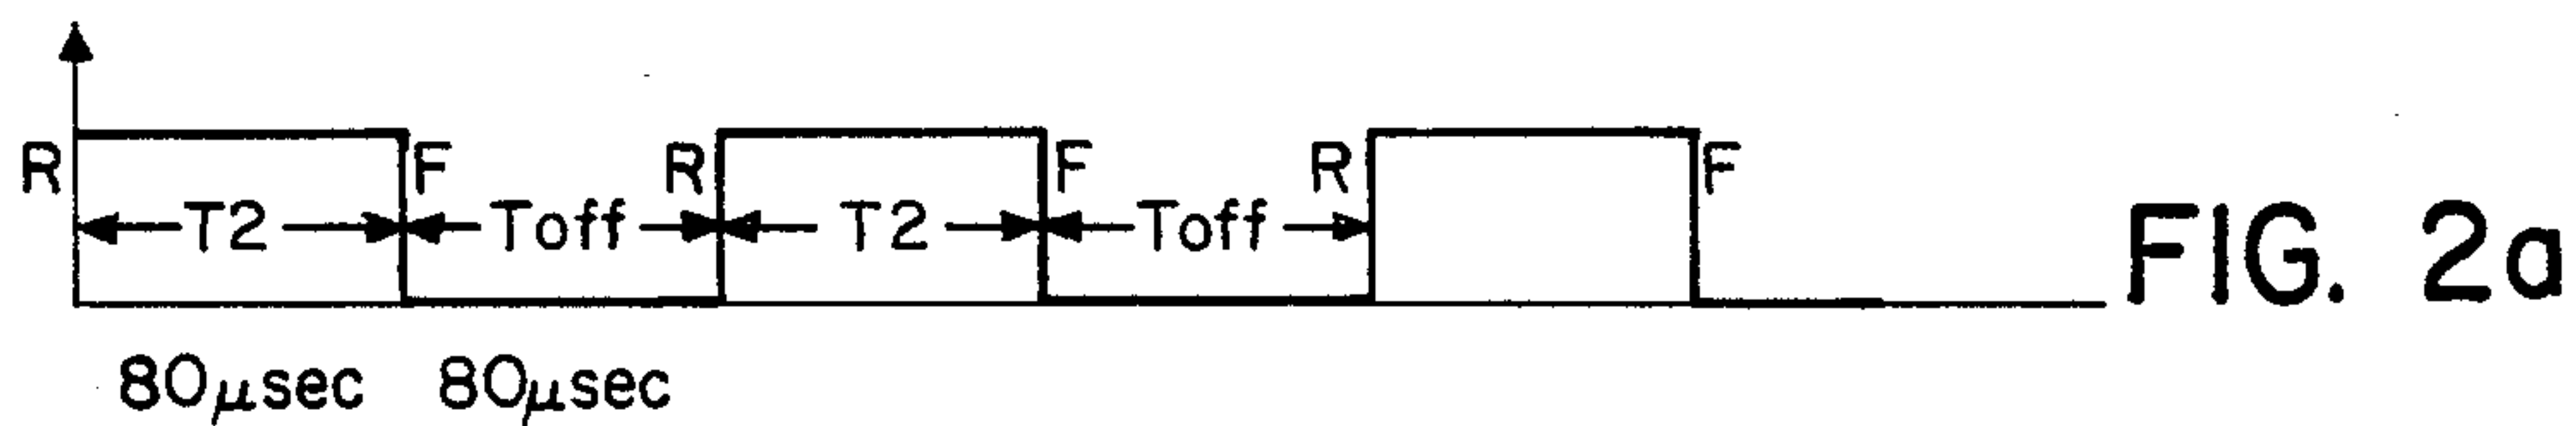 R F R F R F
T2 Toff T2 Toff
FIG. 2a
80μsec 80μsec